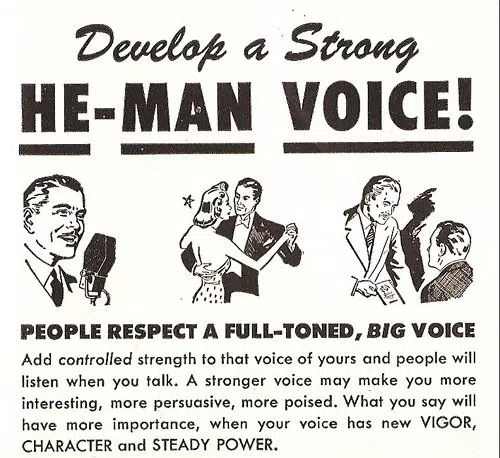 Develop a Strong
HE-MAN VOICE!
PEOPLE RESPECT A FULL-TONED, BIG VOICE
Add controlled strength to that voice of yours and people will
listen when you talk. A stronger voice may make you more
interesting, more persuasive, more poised. What you say will
have more importance, when your voice has new VIGOR,
CHARACTER and STEADY POWER.